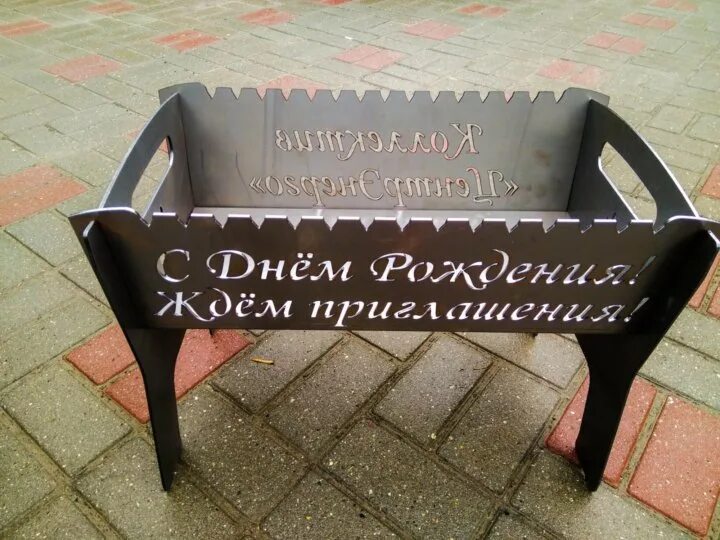 Коллектив
«ЦентрЭнерго»
С Днём Рождения!
Ждём приглашения!